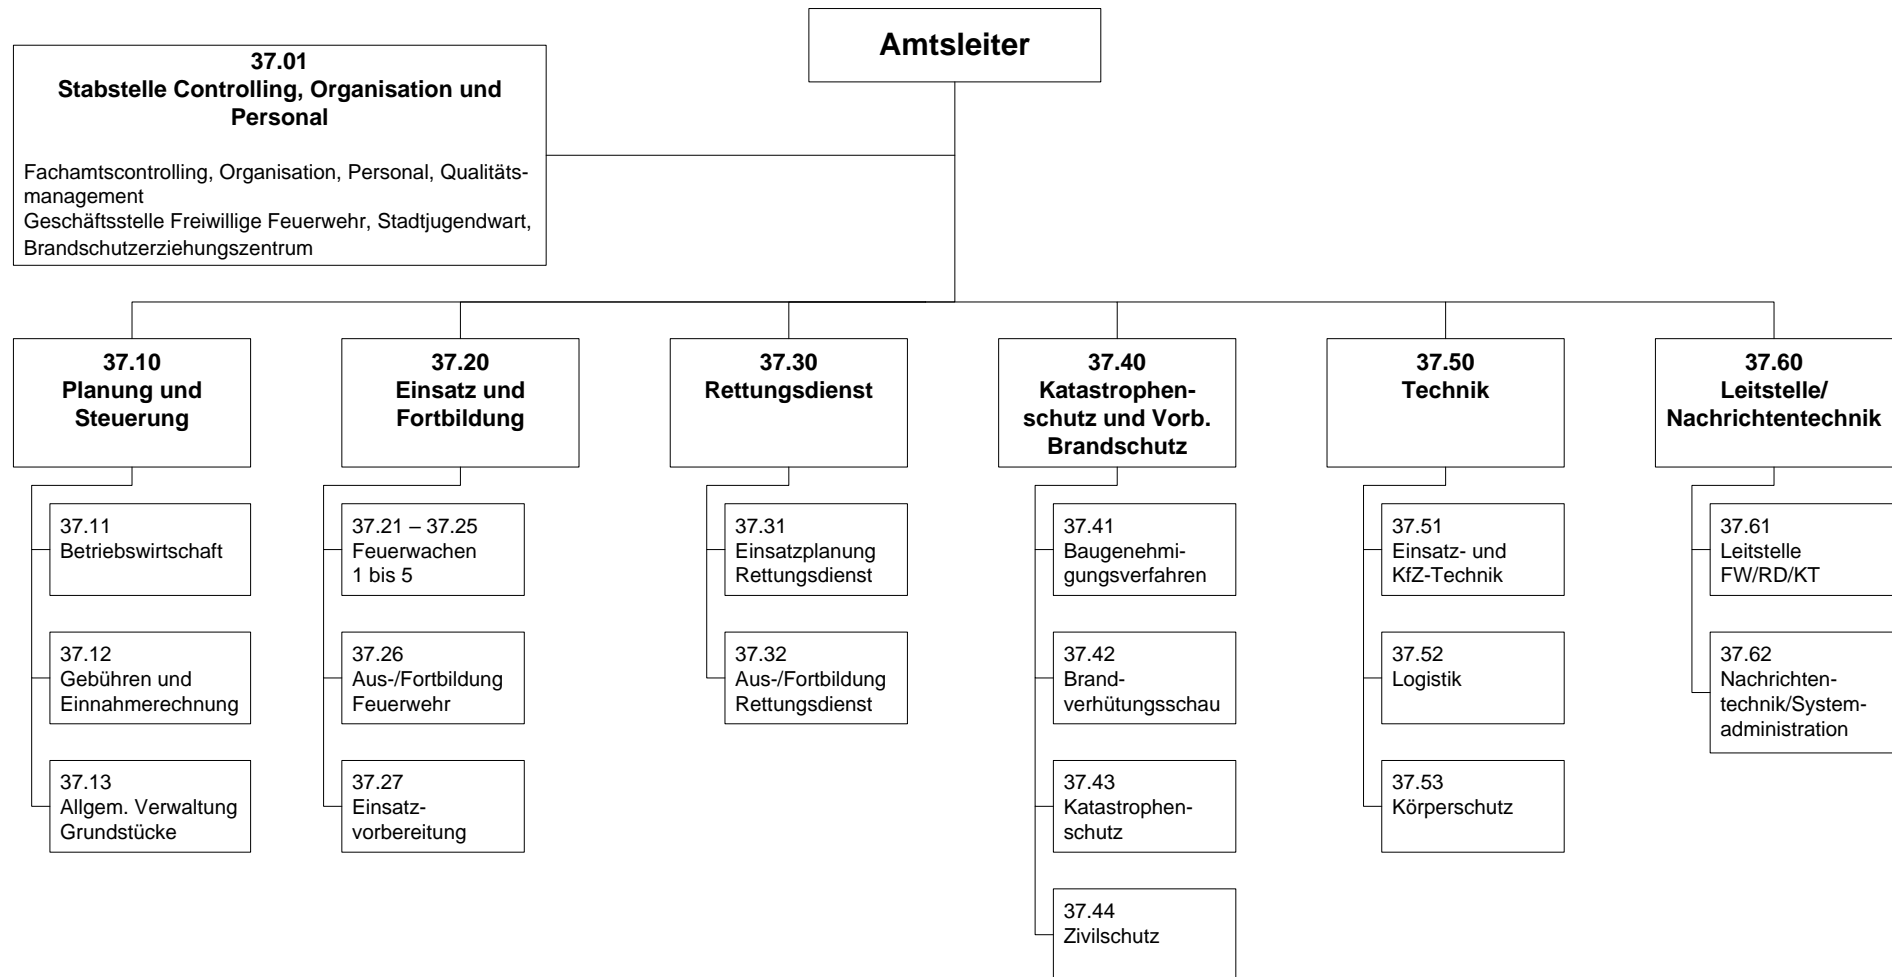 Amtsleiter
37.01
Stabstelle Controlling, Organisation und
Personal
Fachamtscontrolling, Organisation, Personal, Qualitäts-
management
Geschäftsstelle Freiwillige Feuerwehr, Stadtjugendwart,
Brandschutzerziehungszentrum
37.10
Planung und
Steuerung
37.11
Betriebswirtschaft
37.12
Gebühren und
Einnahmerechnung
37.13
Allgem. Verwaltung
Grundstücke
37.20
Einsatz und
Fortbildung
37.21 – 37.25
Feuerwachen
1 bis 5
37.26
Aus-/Fortbildung
Feuerwehr
37.27
Einsatz-
vorbereitung
37.30
Rettungsdienst
37.31
Einsatzplanung
Rettungsdienst
37.32
Aus-/Fortbildung
Rettungsdienst
37.40
Katastrophen-
schutz und Vorb.
Brandschutz
37.41
Baugenehmi-
gungsverfahren
37.42
Brand-
verhütungsschau
37.43
Katastrophen-
schutz
37.44
Zivilschutz
37.50
Technik
37.51
Einsatz- und
KfZ-Technik
37.52
Logistik
37.53
Körperschutz
37.60
Leitstelle/
Nachrichtentechnik
37.61
Leitstelle
FW/RD/KT
37.62
Nachrichten-
technik/System-
administration